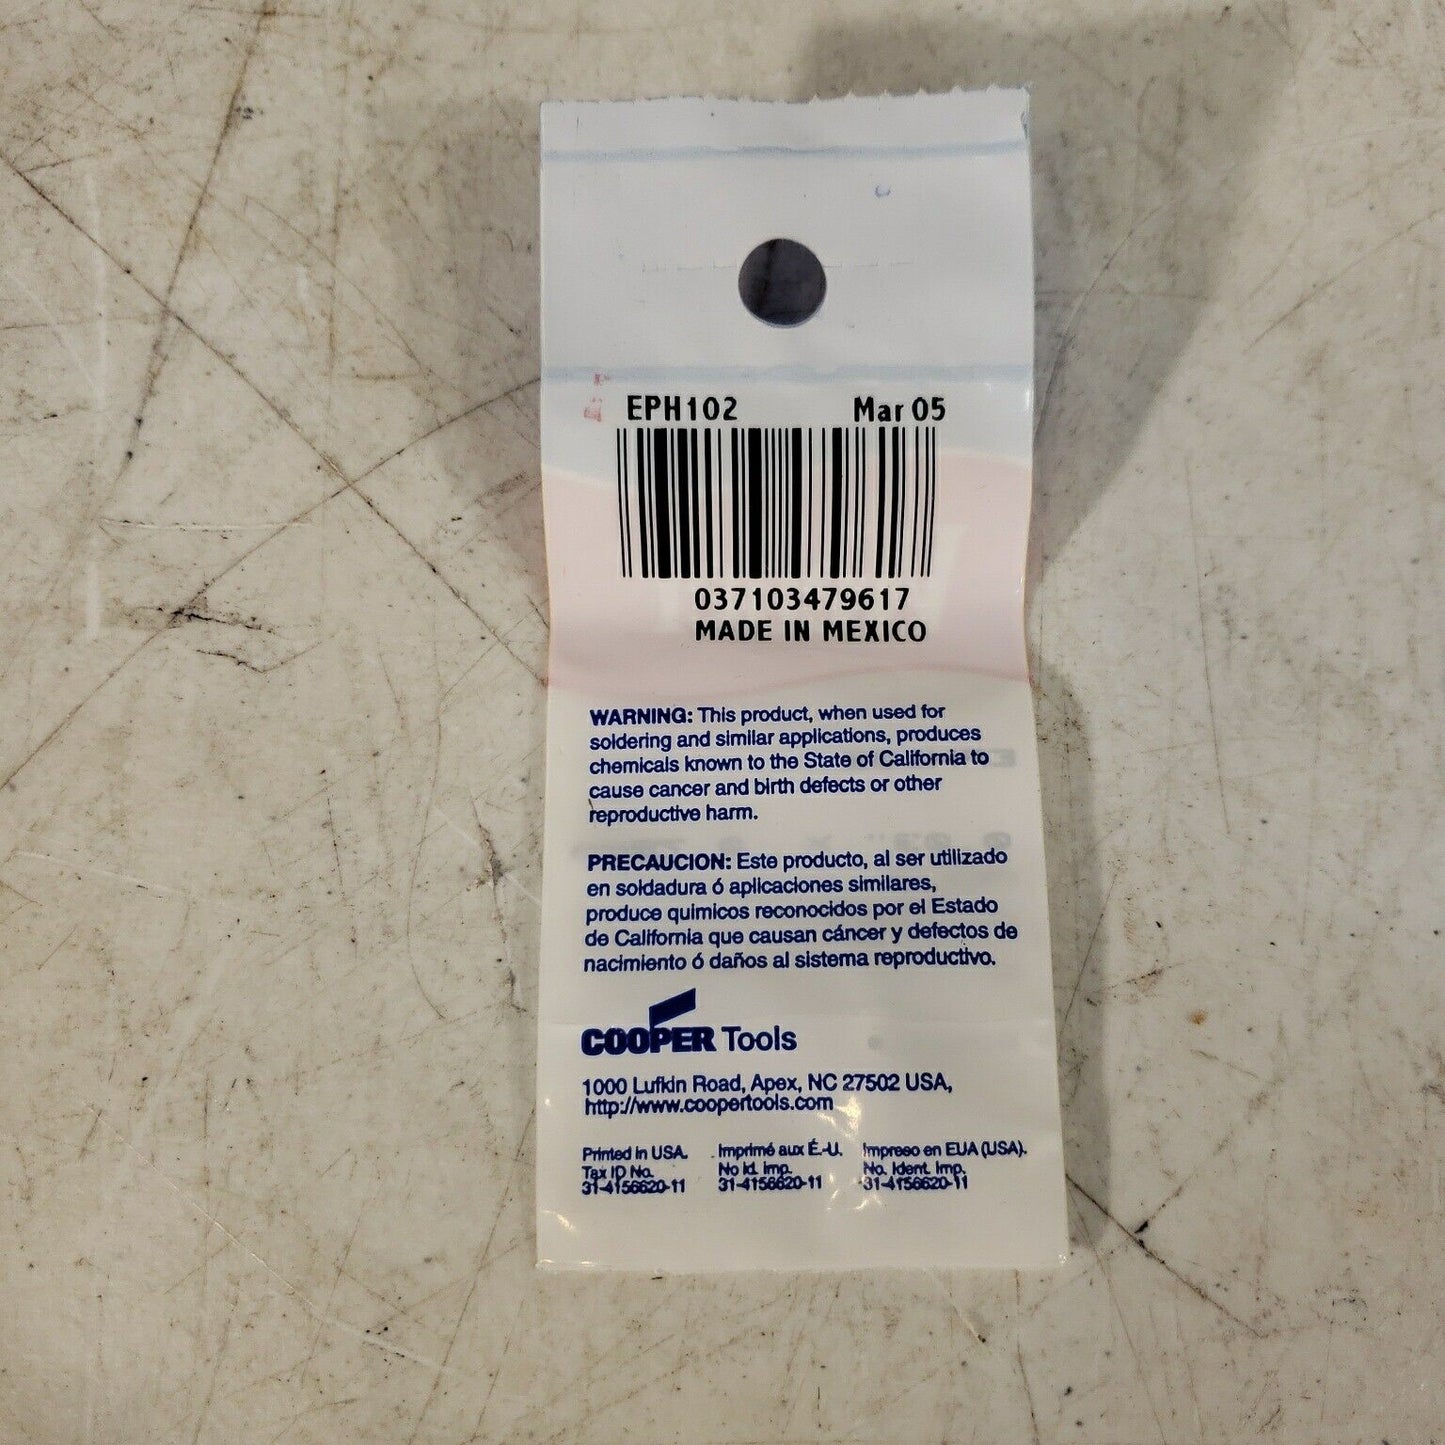 EPH102 Mar 05
037103479617
MADE IN MEXICO
WARNING: This product, when used for
soldering and similar applications, produces
chemicals known to the State of California to
cause cancer and birth defects or other
reproductive harm.
PRECAUCION: Este producto, al ser utilizado
en soldadura ó aplicaciones similares,
produce quimicos reconocidos por el Estado
de California que causan cáncer y defectos de
nacimiento ó daños al sistema reproductivo.
COOPER Tools
1000 Lufkin Road, Apex, NC 27502 USA,
http://www.coopertools.com
Printed in USA. Imprimé aux É.-U. Impreso en EUA (USA).
Tax ID No. No Id. Imp. No. Ident. Imp.
31-4156620-11 31-4156620-11 31-4156620-11